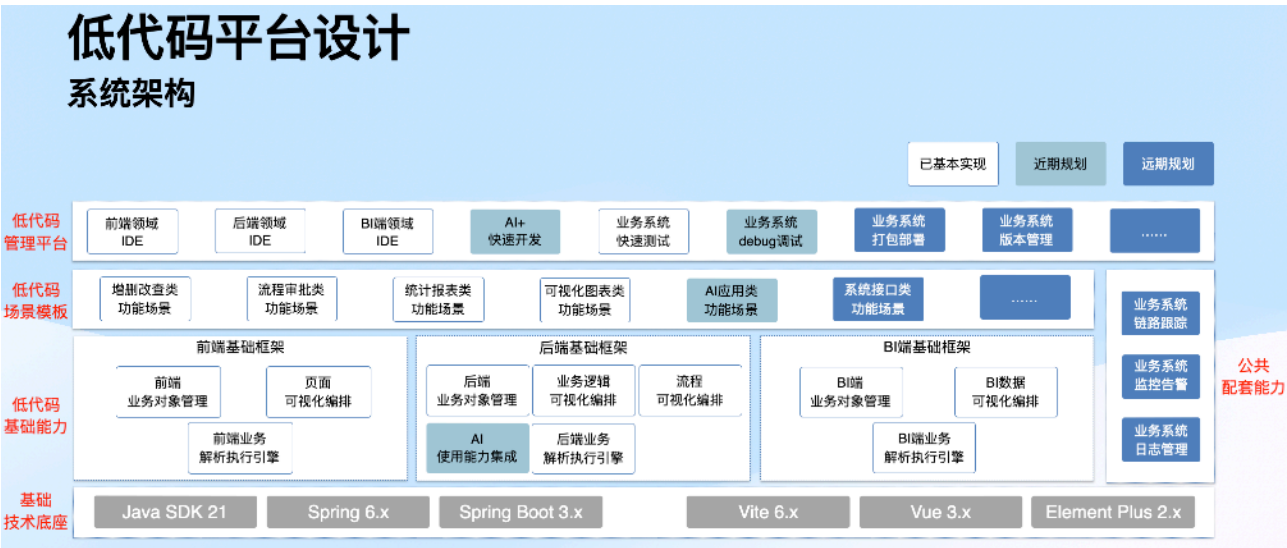 低代码平台设计
系统架构
已基本实现
近期规划
远期规划
低代码
管理平台
前端领域
IDE
后端领域
IDE
BI端领域
IDE
AI+
快速开发
业务系统
快速测试
业务系统
debug调试
业务系统
打包部署
业务系统
版本管理
……
低代码
场景模板
增删改查类
功能场景
流程审批类
功能场景
统计报表类
功能场景
可视化图表类
功能场景
AI应用类
功能场景
系统接口类
功能场景
……
低代码
基础能力
前端基础框架
前端
业务对象管理
页面
可视化编排
前端业务
解析执行引擎
后端基础框架
后端
业务对象管理
业务逻辑
可视化编排
流程
可视化编排
AI
使用能力集成
后端业务
解析执行引擎
BI端基础框架
BI端
业务对象管理
BI数据
可视化编排
BI端业务
解析执行引擎
业务系统
链路跟踪
业务系统
监控告警
业务系统
日志管理
公共
配套能力
基础
技术底座
Java SDK 21
Spring 6.x
Spring Boot 3.x
Vite 6.x
Vue 3.x
Element Plus 2.x